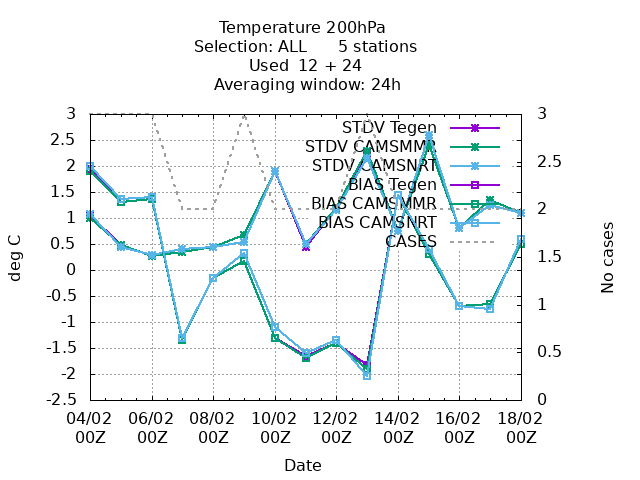 Temperature 200hPa
Selection: ALL 5 stations
Used 12 + 24
Averaging window: 24h
3
2.5
2
1.5
1
0.5
0
-0.5
-1
-1.5
-2
-2.5
deg C
STDV Tegen
STDV CAMSMMR
STDV CAMSNRT
BIAS Tegen
BIAS CAMSMMR
BIAS CAMSNRT
CASES
3
2.5
2
1.5
1
0.5
0
No cases
04/02 06/02 08/02 10/02 12/02 14/02 16/02 18/02
00Z 00Z 00Z 00Z 00Z 00Z 00Z 00Z
Date